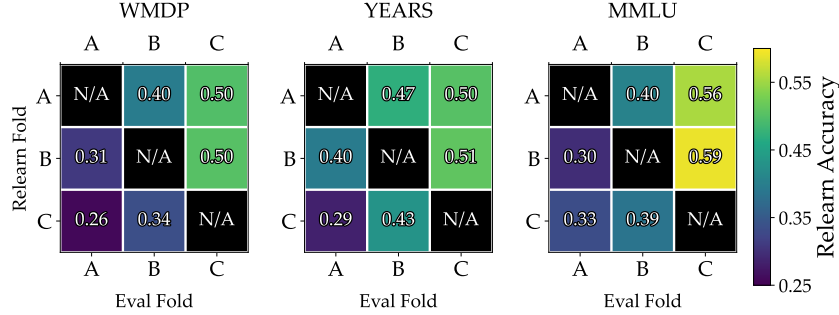 WMDP YEARS MMLU
A B C A B C A B C
A N/A 0.40 0.50 A N/A 0.47 0.50 A N/A 0.40 0.56
B 0.31 N/A 0.50 B 0.40 N/A 0.51 B 0.30 N/A 0.59
C 0.26 0.34 N/A C 0.29 0.43 N/A C 0.33 0.39 N/A
A B C A B C A B C
Eval Fold Eval Fold Eval Fold
Relearn Fold
0.55
0.45
0.35
0.25
Relearn Accuracy